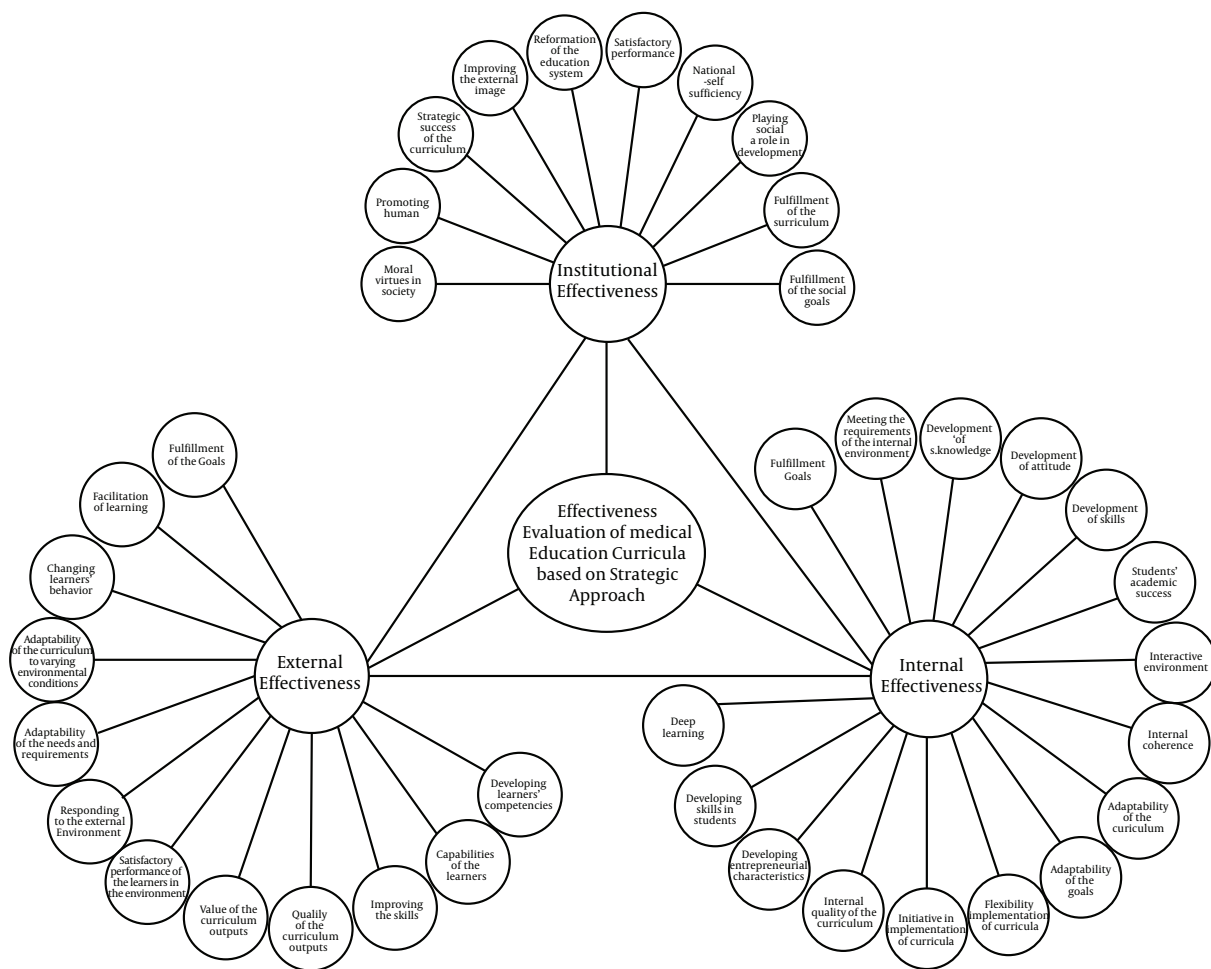 Reformation
of the
education
system
Satisfactory
performance
Improving
the external
image
National
-self
sufficiency
Strategic
success
of the
curriculum
Playing
social
a role in
development
Promoting
human
Fulfillment
of the
surriculum
Moral
virtues in
society
Institutional
Effectiveness
Fulfillment
of the social
goals
Effectiveness
Evaluation of medical
Education Curricula
based on Strategic
Approach
Fulfillment
of the Goals
Facilitation
of learning
Changing
learners'
behavior
Adaptability
of the curriculum
to varying
environmental
conditions
Adaptability
of the needs and
requirements
Responding
to the external
Environment
Satisfactory
performance of
the learners in
the environment
Value of the
curriculum
outputs
Qualily
of the
curriculum
outputs
Improving
the skills
Capabilities
of the
learners
Developing
learners'
competencies
External
Effectiveness
Fulfillment
Goals
Meeting the
requirements
of the internal
environment
Development
'of
s.knowledge
Development
of attitude
Development
of skills
Students'
academic
success
Interactive
environment
Internal
coherence
Adaptability
of the
curiculum
Adaptability
of the
goals
Flexibility
implementation
of curricula
Initiative in
implementation
of curricula
Internal
quality of the
curriculum
Developing
entrepreneurial
characteristics
Developing
skills in
students
Deep
learning
Internal
Effectiveness